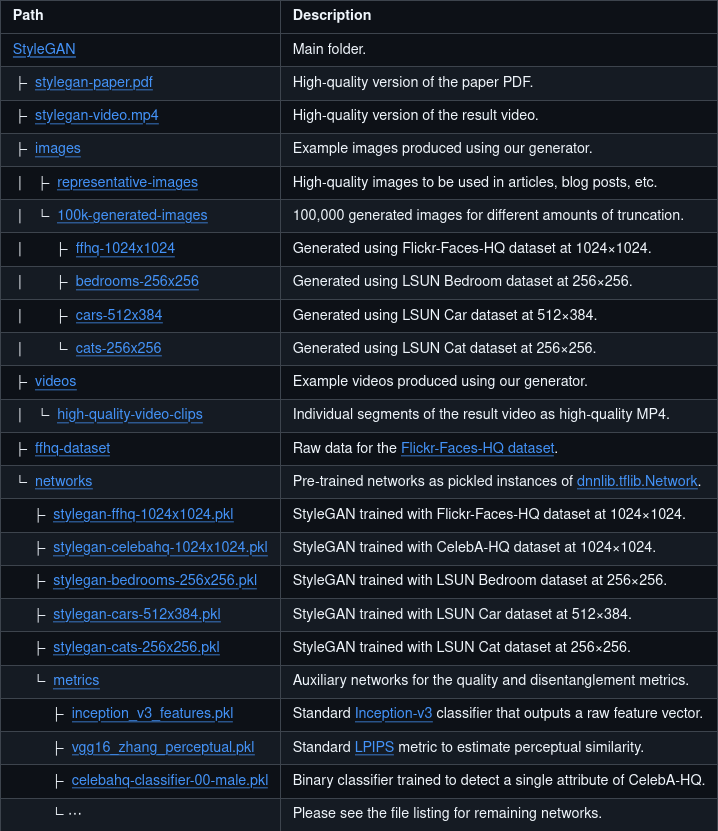 Path Description
StyleGAN Main folder.
├ stylegan-paper.pdf High-quality version of the paper PDF.
├ stylegan-video.mp4 High-quality version of the result video.
├ images Example images produced using our generator.
│ ├ representative-images High-quality images to be used in articles, blog posts, etc.
│ └ 100k-generated-images 100,000 generated images for different amounts of truncation.
│ ├ ffhq-1024x1024 Generated using Flickr-Faces-HQ dataset at 1024×1024.
│ ├ bedrooms-256x256 Generated using LSUN Bedroom dataset at 256×256.
│ ├ cars-512x384 Generated using LSUN Car dataset at 512×384.
│ └ cats-256x256 Generated using LSUN Cat dataset at 256×256.
├ videos Example videos produced using our generator.
│ └ high-quality-video-clips Individual segments of the result video as high-quality MP4.
├ ffhq-dataset Raw data for the Flickr-Faces-HQ dataset.
└ networks Pre-trained networks as pickled instances of dnnlib.tflib.Network.
├ stylegan-ffhq-1024x1024.pkl StyleGAN trained with Flickr-Faces-HQ dataset at 1024×1024.
├ stylegan-celebahq-1024x1024.pkl StyleGAN trained with CelebA-HQ dataset at 1024×1024.
├ stylegan-bedrooms-256x256.pkl StyleGAN trained with LSUN Bedroom dataset at 256×256.
├ stylegan-cars-512x384.pkl StyleGAN trained with LSUN Car dataset at 512×384.
├ stylegan-cats-256x256.pkl StyleGAN trained with LSUN Cat dataset at 256×256.
└ metrics Auxiliary networks for the quality and disentanglement metrics.
├ inception_v3_features.pkl Standard Inception-v3 classifier that outputs a raw feature vector.
├ vgg16_zhang_perceptual.pkl Standard LPIPS metric to estimate perceptual similarity.
├ celebahq-classifier-00-male.pkl Binary classifier trained to detect a single attribute of CelebA-HQ.
└ ⋯ Please see the file listing for remaining networks.